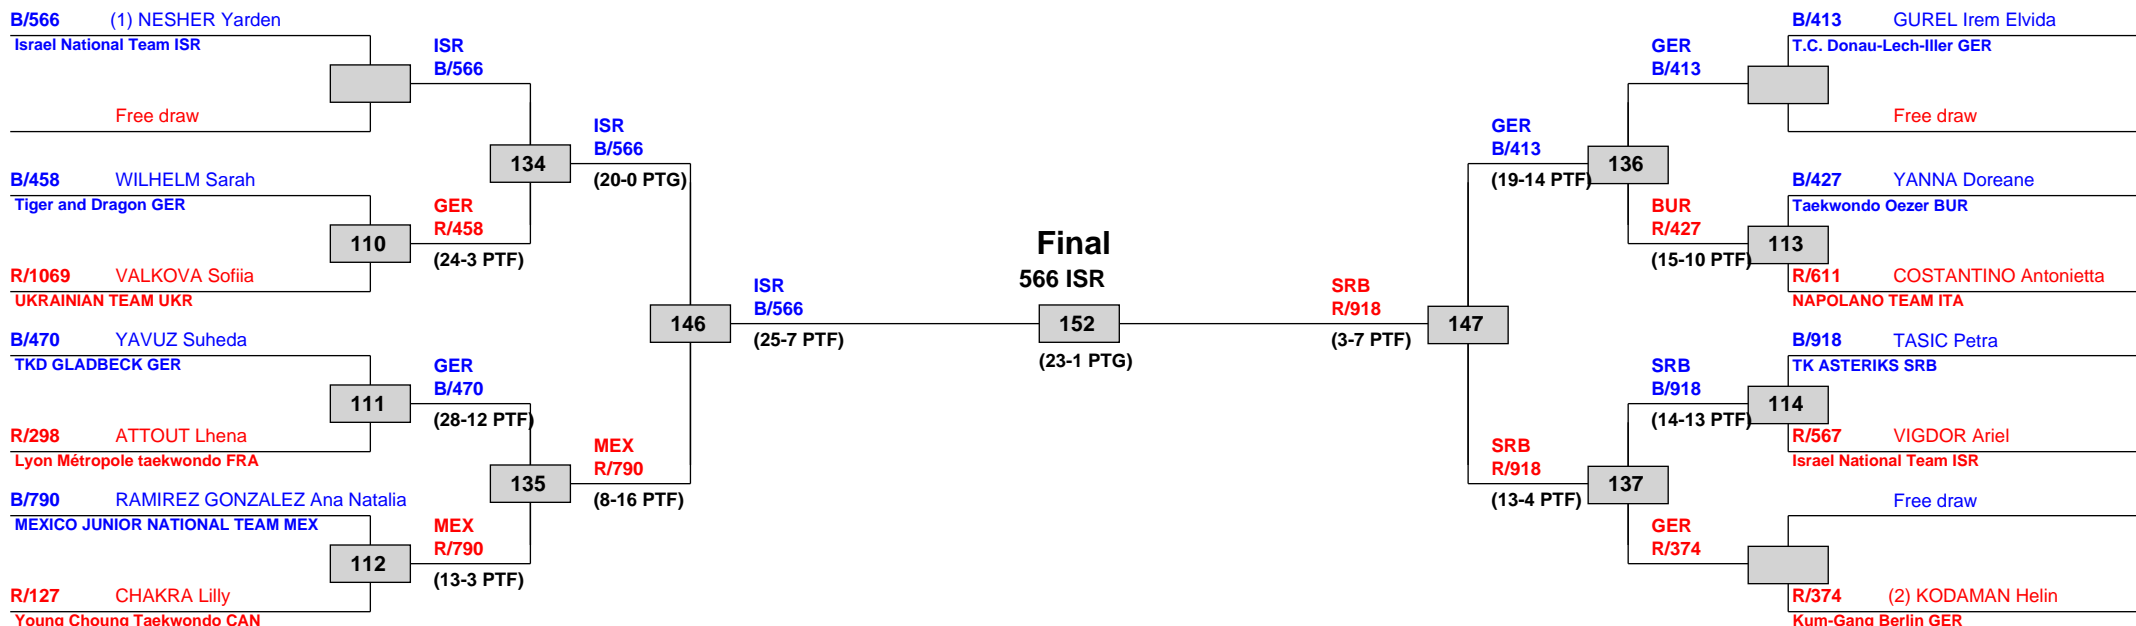 B/566 (1) NESHER Yarden
Israel National Team ISR
Free draw
B/458 WILHELM Sarah
Tiger and Dragon GER
R/1069 VALKOVA Sofiia
UKRAINIAN TEAM UKR
B/470 YAVUZ Suheda
TKD GLADBECK GER
R/298 ATTOUT Lhena
Lyon Métropole taekwondo FRA
B/790 RAMIREZ GONZALEZ Ana Natalia
MEXICO JUNIOR NATIONAL TEAM MEX
R/127 CHAKRA Lilly
Young Choung Taekwondo CAN
110
111
112
ISR
B/566
GER
R/458
(24-3 PTF)
GER
B/470
(28-12 PTF)
MEX
R/790
(13-3 PTF)
134
135
ISR
B/566
(20-0 PTG)
MEX
R/790
(8-16 PTF)
146
ISR
B/566
(25-7 PTF)
Final
566 ISR
152
(23-1 PTG)
SRB
R/918
(3-7 PTF)
147
GER
B/413
(19-14 PTF)
SRB
R/918
(13-4 PTF)
136
137
GER
B/413
BUR
R/427
(15-10 PTF)
SRB
B/918
(14-13 PTF)
GER
R/374
113
114
B/413 GUREL Irem Elvida
T.C. Donau-Lech-Iller GER
Free draw
B/427 YANNA Doreane
Taekwondo Oezer BUR
R/611 COSTANTINO Antonietta
NAPOLANO TEAM ITA
B/918 TASIC Petra
TK ASTERIKS SRB
R/567 VIGDOR Ariel
Israel National Team ISR
Free draw
R/374 (2) KODAMAN Helin
Kum-Gang Berlin GER